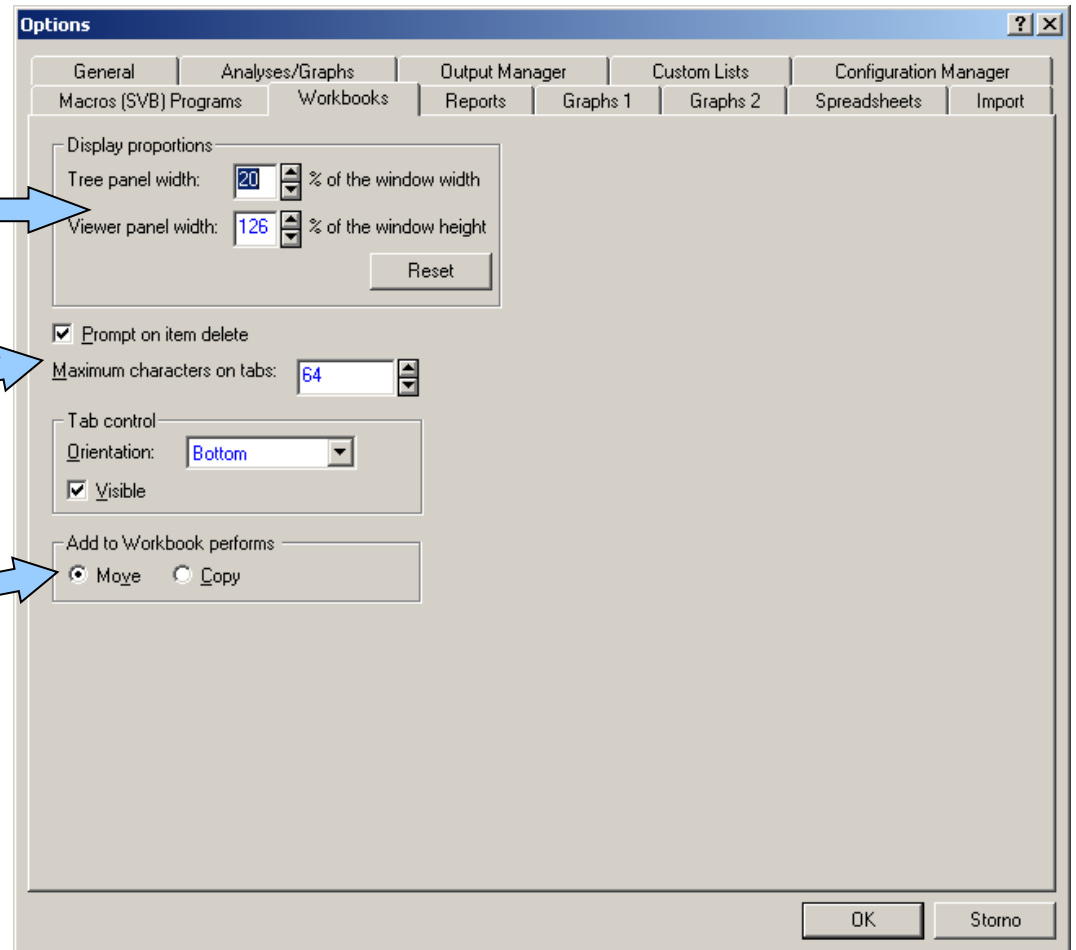 Options
General Analyses/Graphs Output Manager Custom Lists Configuration Manager
Macros (SVB) Programs Workbooks Reports Graphs 1 Graphs 2 Spreadsheets Import
Display proportions
Tree panel width: 20 % of the window width
Viewer panel width: 126 % of the window height
Reset
Prompt on item delete
Maximum characters on tabs: 64
Tab control
Orientation: Bottom
Visible
Add to Workbook performs
Move Copy
OK Storno